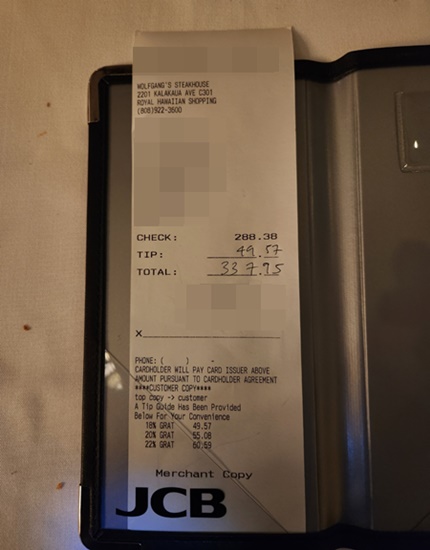 WOLFGANG'S STEAKHOUSE
2201 KALAKAUA AVE C301
ROYAL HAWAIIAN SHOPPING
(808)922-3600
CHECK: 288.38
TIP: 49.57
TOTAL: 337.95
X
PHONE: ( ) -
CARDHOLDER WILL PAY CARD ISSUER ABOVE
AMOUNT PURSUANT TO CARDHOLDER AGREEMENT
****CUSTOMER COPY****
top copy -> customer
A Tip Guide Has Been Provided
Below For Your Convenience
18% GRAT 49.57
20% GRAT 55.08
22% GRAT 60.59
Merchant Copy
JCB